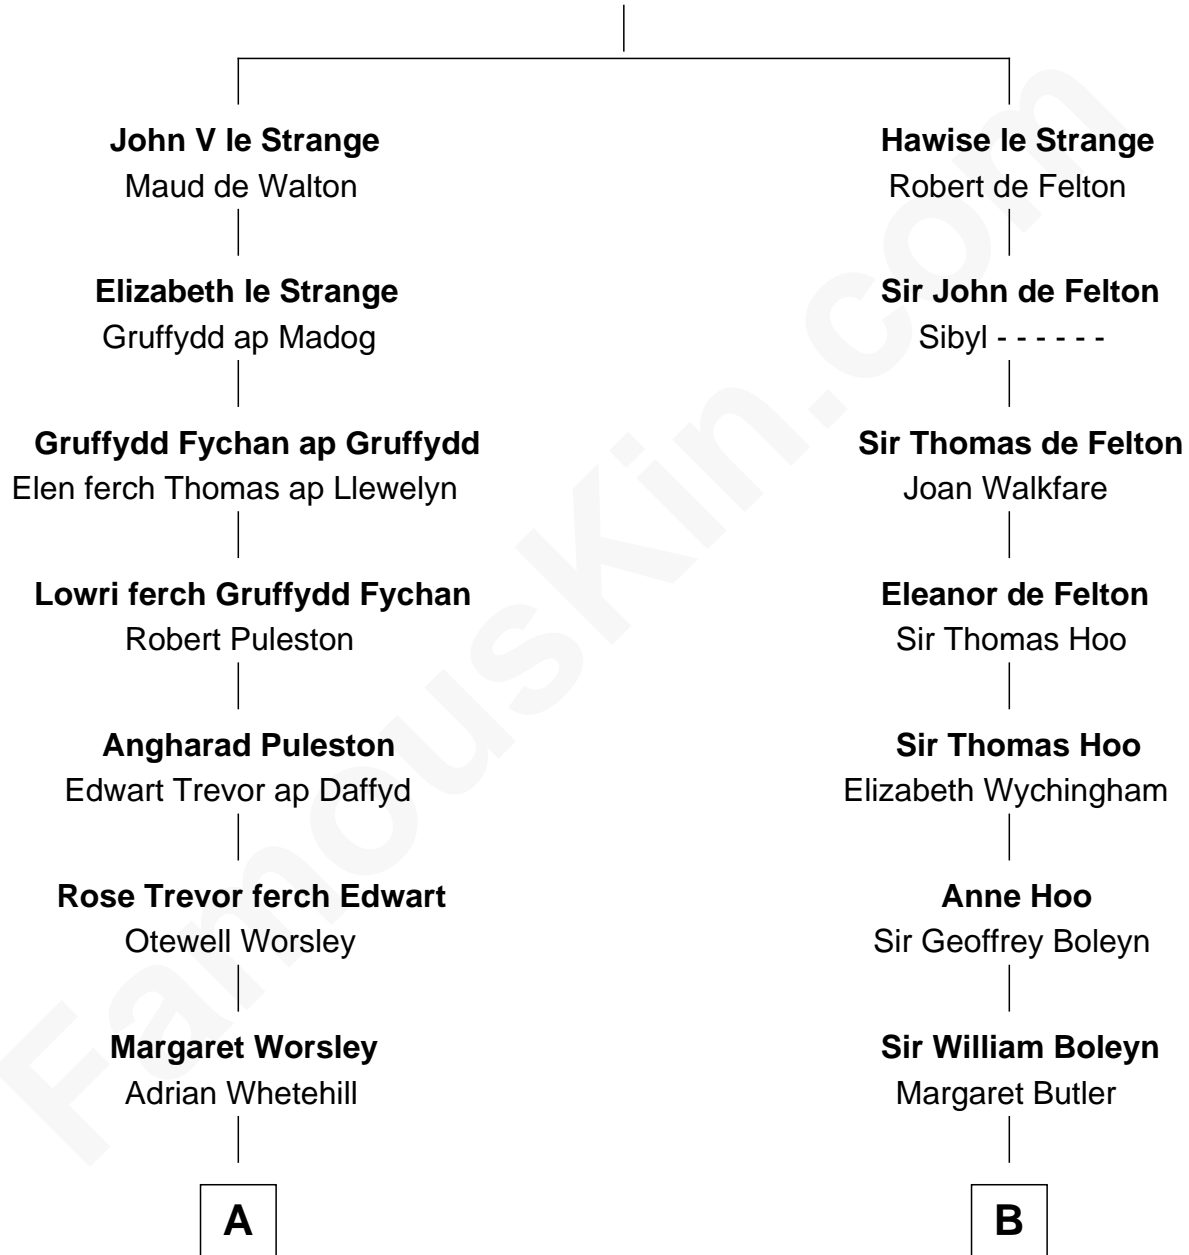 John V le Strange
Maud de Walton
Elizabeth le Strange
Gruffydd ap Madog
Gruffydd Fychan ap Gruffydd
Elen ferch Thomas ap Llewelyn
Lowri ferch Gruffydd Fychan
Robert Puleston
Angharad Puleston
Edwart Trevor ap Daffyd
Rose Trevor ferch Edwart
Otewell Worsley
Margaret Worsley
Adrian Whetehill
A
Hawise le Strange
Robert de Felton
Sir John de Felton
Sibyl - - - - - -
Sir Thomas de Felton
Joan Walkfare
Eleanor de Felton
Sir Thomas Hoo
Sir Thomas Hoo
Elizabeth Wychingham
Anne Hoo
Sir Geoffrey Boleyn
Sir William Boleyn
Margaret Butler
B
FamousKin.com